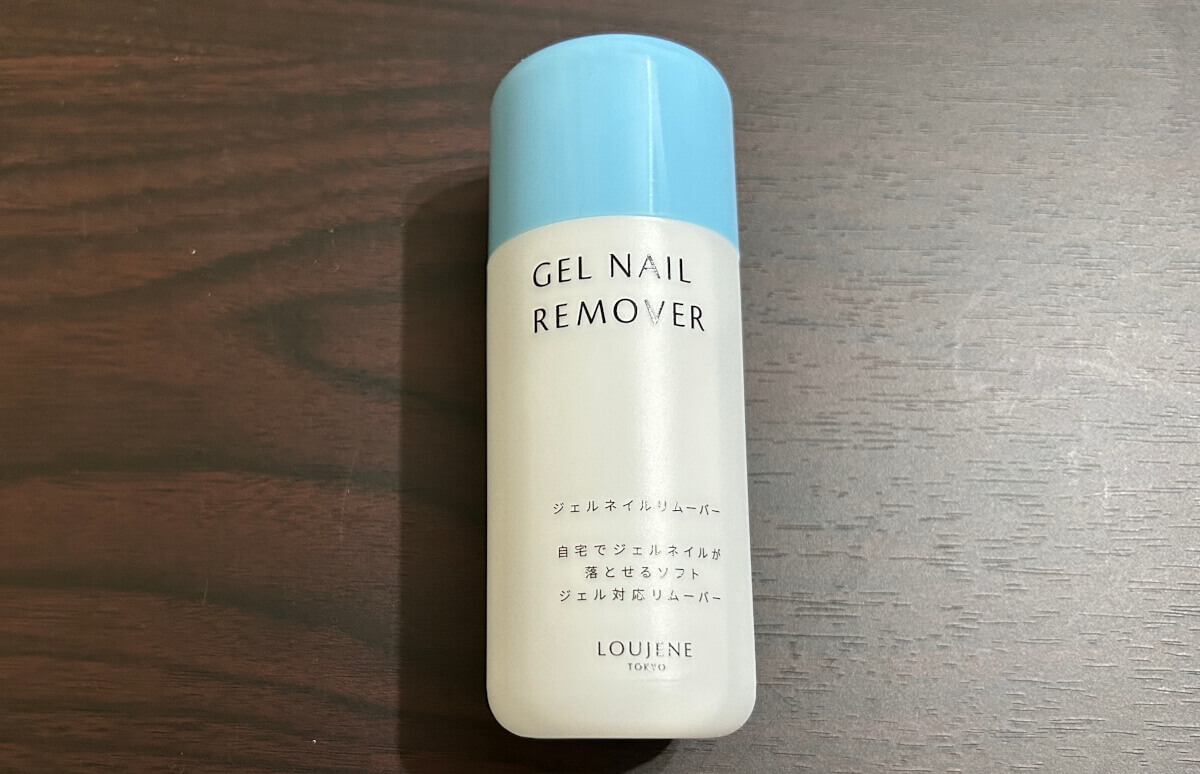 GEL NAIL
REMOVER
ジェルネイルリムーバー
自宅でジェルネイルが
落とせるソフト
ジェル対応リムーバー
LOUJENE
TOKYO